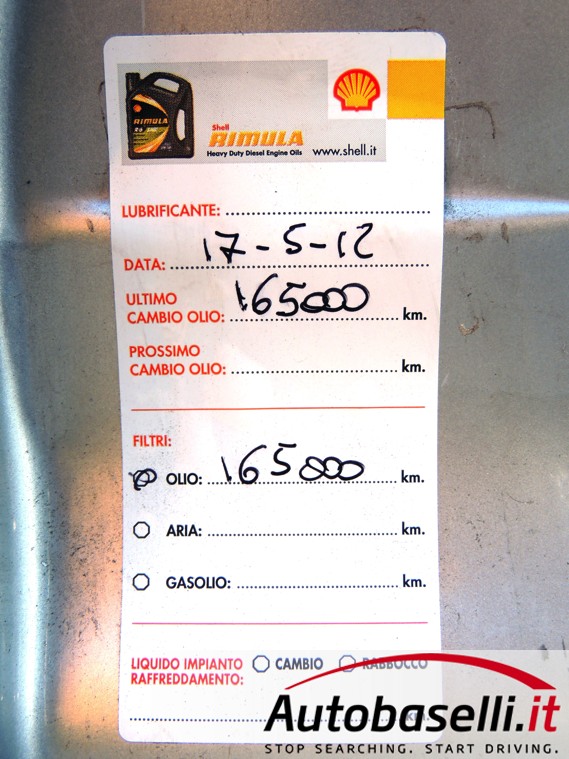 RIMULA
Shell
RIMULA
Heavy Duty Diesel Engine Oils www.shell.it
LUBRIFICANTE:
DATA: 17-5-12
ULTIMO
CAMBIO OLIO: 165000 km.
PROSSIMO
CAMBIO OLIO: km.
FILTRI:
OLIO: 165000 km.
ARIA: km.
GASOLIO: km.
LIQUIDO IMPIANTO CAMBIO RABBOCCO
RAFFREDDAMENTO:
km.
Autobaselli.it
STOP SEARCHING. START DRIVING.